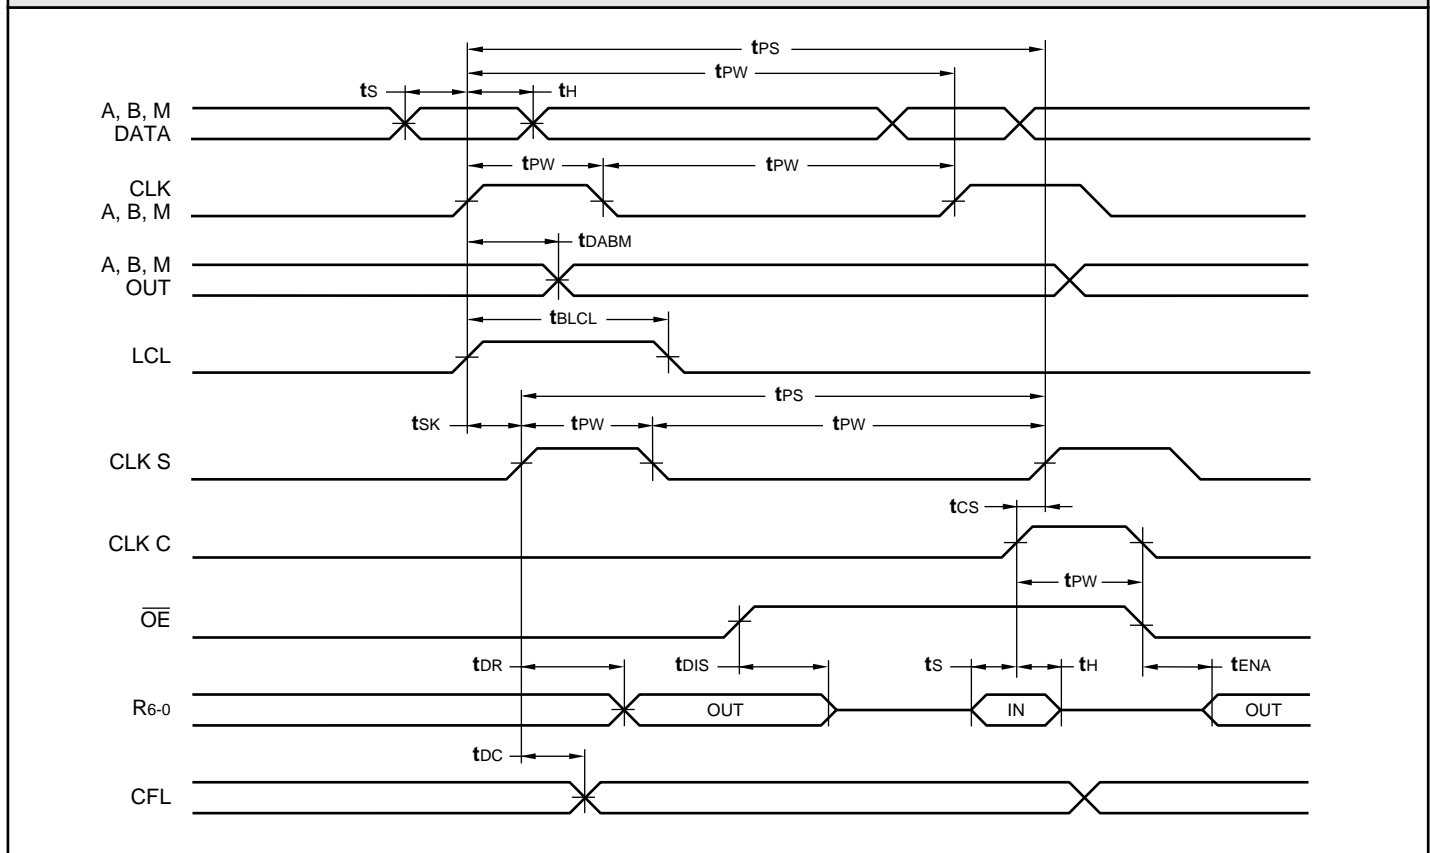 tPS
tPW
tS
tH
A, B, M
DATA
tPW
tPW
CLK
A, B, M
tDABM
A, B, M
OUT
tBLCL
LCL
tPS
tSK
tPW
tPW
CLK S
tCS
CLK C
tPW
OE
tDR
tDIS
tS
tH
tENA
R6-0
OUT
IN
OUT
tDC
CFL